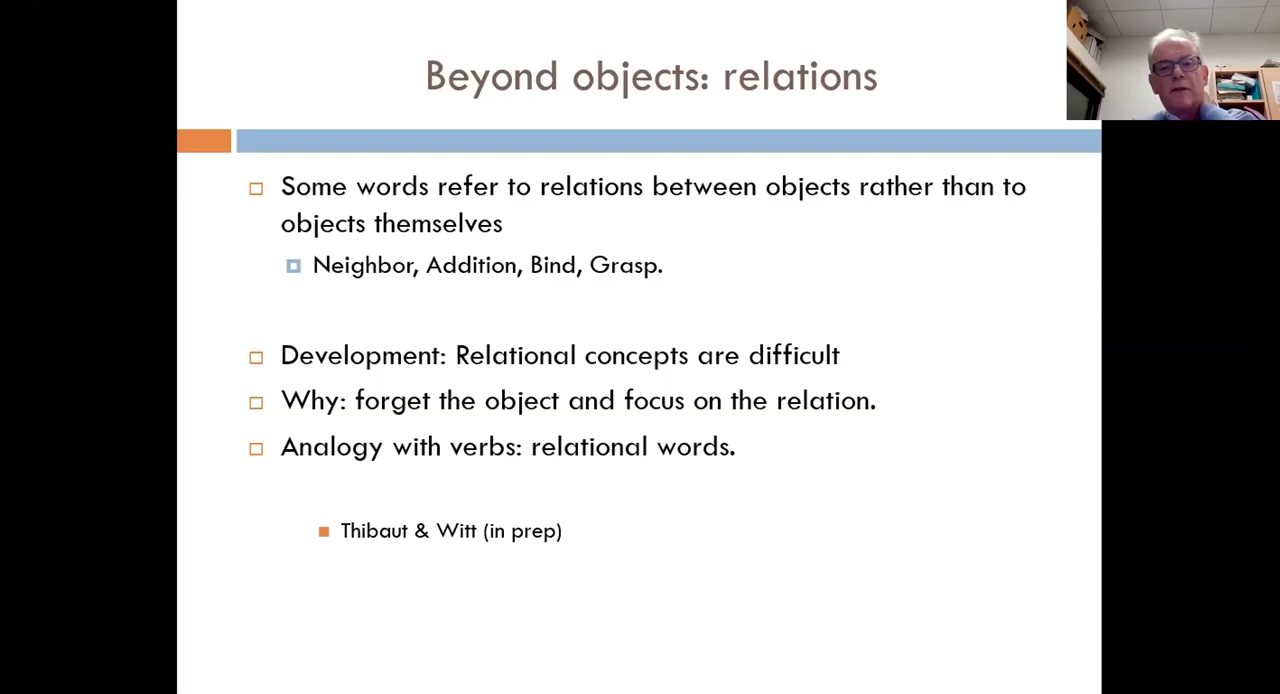 Beyond objects: relations
Some words refer to relations between objects rather than to
objects themselves
Neighbor, Addition, Bind, Grasp.
Development: Relational concepts are difficult
Why: forget the object and focus on the relation.
Analogy with verbs: relational words.
Thibaut & Witt (in prep)